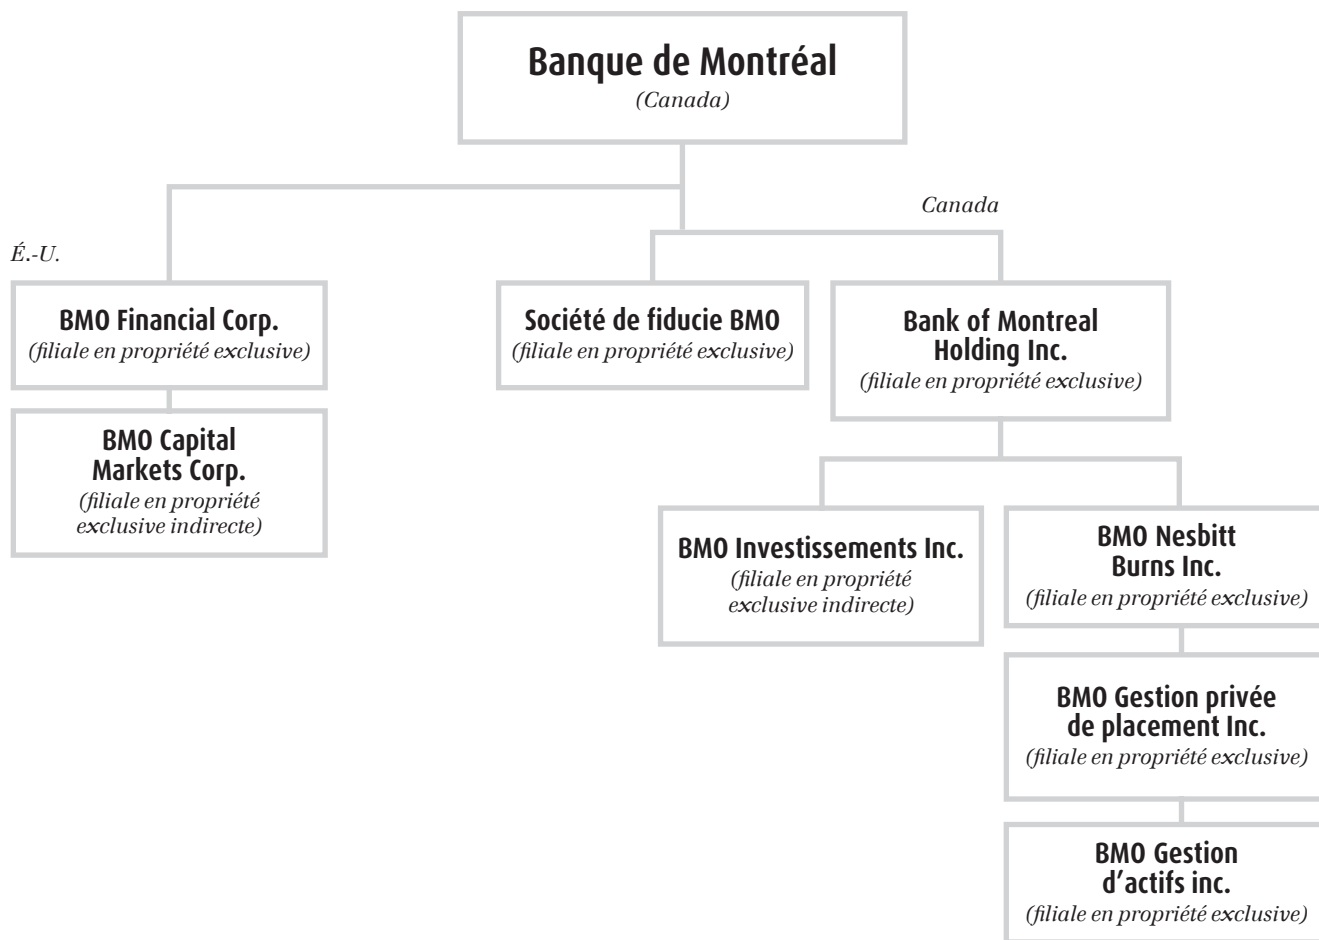 Banque de Montréal
(Canada)
Canada
É.-U.
BMO Financial Corp.
(filiale en propriété exclusive)
Société de fiducie BMO
(filiale en propriété exclusive)
Bank of Montreal
Holding Inc.
(filiale en propriété exclusive)
BMO Capital
Markets Corp.
(filiale en propriété
exclusive indirecte)
BMO Investissements Inc.
(filiale en propriété
exclusive indirecte)
BMO Nesbitt
Burns Inc.
(filiale en propriété exclusive)
BMO Gestion privée
de placement Inc.
(filiale en propriété exclusive)
BMO Gestion
d'actifs inc.
(filiale en propriété exclusive)